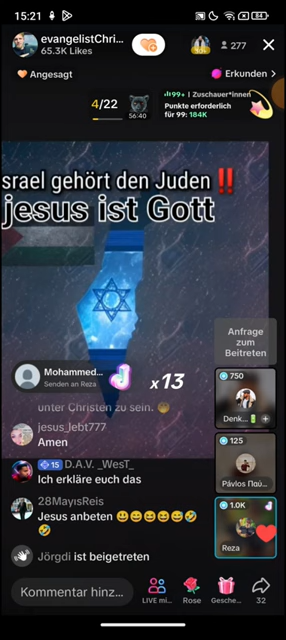 15:21
84
evangelistChri...
65.3K Likes
277
Angesagt
Erkunden >
4/22
56:40
99+ | Zuschauer*innen
Punkte erforderlich
für 99: 184K
srael gehört den Juden‼️
jesus ist Gott
Anfrage
zum
Beitreten
Mohammed...
Senden an Reza
x13
750
Denk...
unter Christen zu sein.
jesus_lebt777
Amen
125
Pávlos Παύ...
15 D.A.V. _WesT_
Ich erkläre euch das
28MayısReis
Jesus anbeten 😃😆😆😆😆🤣
🤣
1.0K
Reza
Jörgdi ist beigetreten
Kommentar hinz...
LIVE mi...
Rose
Gesche...
32